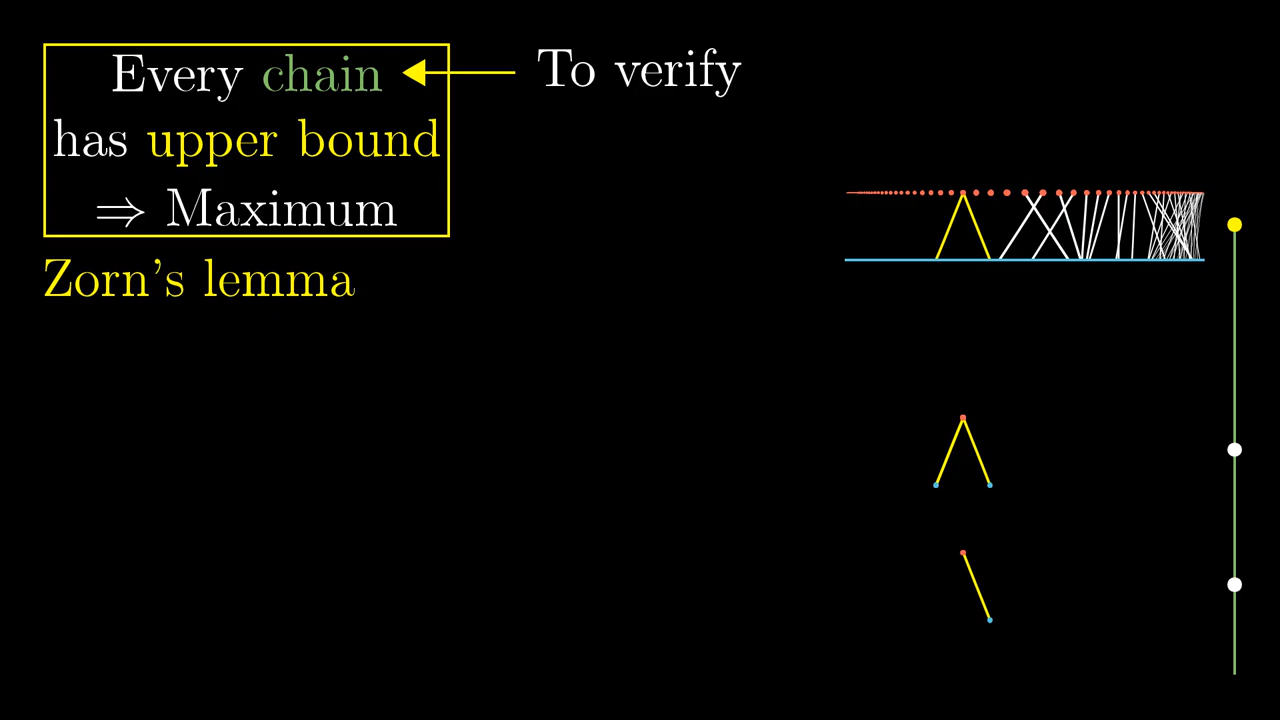 Every chain
To verify
has upper bound
⇒ Maximum
Zorn's lemma